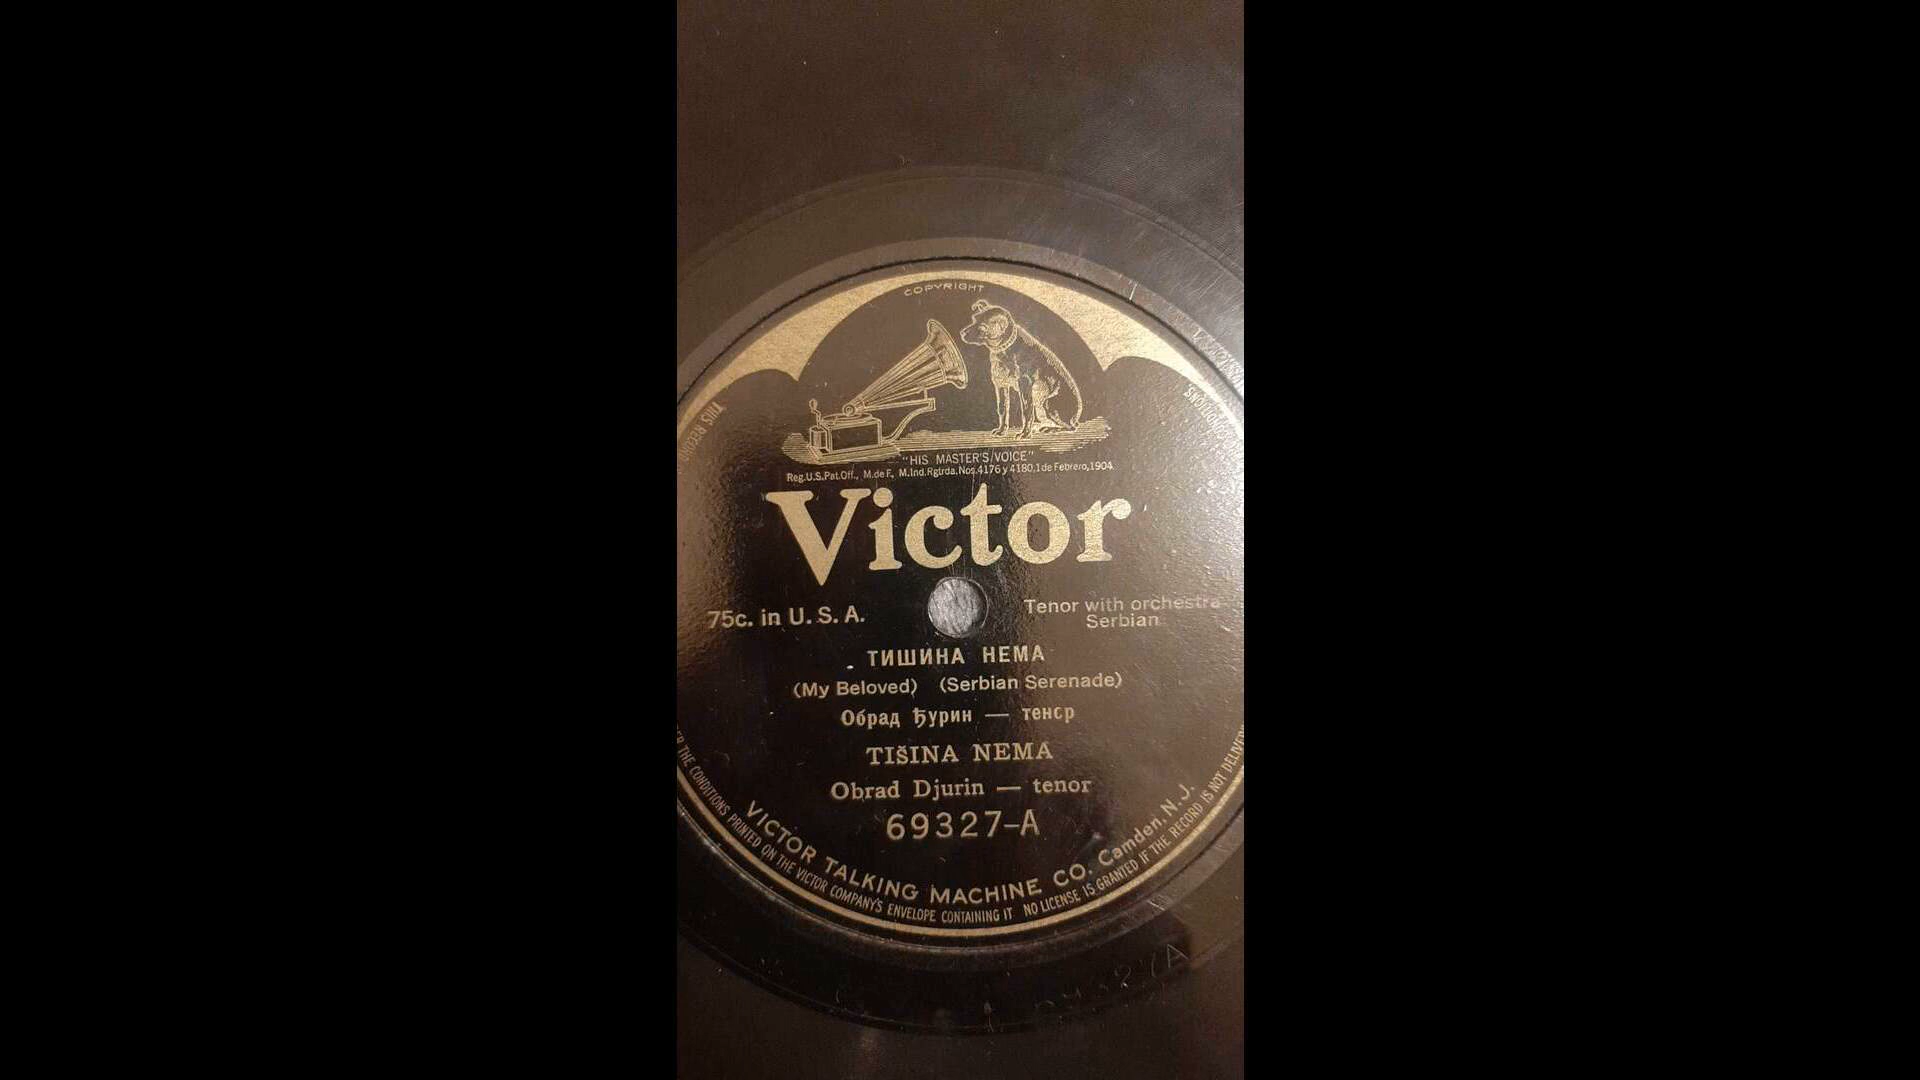 COPYRIGHT
"HIS MASTER'S VOICE"
Reg.U.S.Pat.Off., M.de F., M.Ind.Rgtrda.Nos.4176 y 4180,1 de Febrero,1904
Victor
75c. in U. S. A.
Tenor with orchestra
Serbian
ТИШИНА НЕМА
(My Beloved) (Serbian Serenade)
Обрад Ђурин — тенор
TIŠINA NEMA
Obrad Djurin — tenor
69327-A
VICTOR TALKING MACHINE CO. Camden, N.J.
THE CONDITIONS PRINTED ON THE VICTOR COMPANY'S ENVELOPE CONTAINING IT NO LICENSE IS GRANTED IF THE RECORD IS NOT
THIS